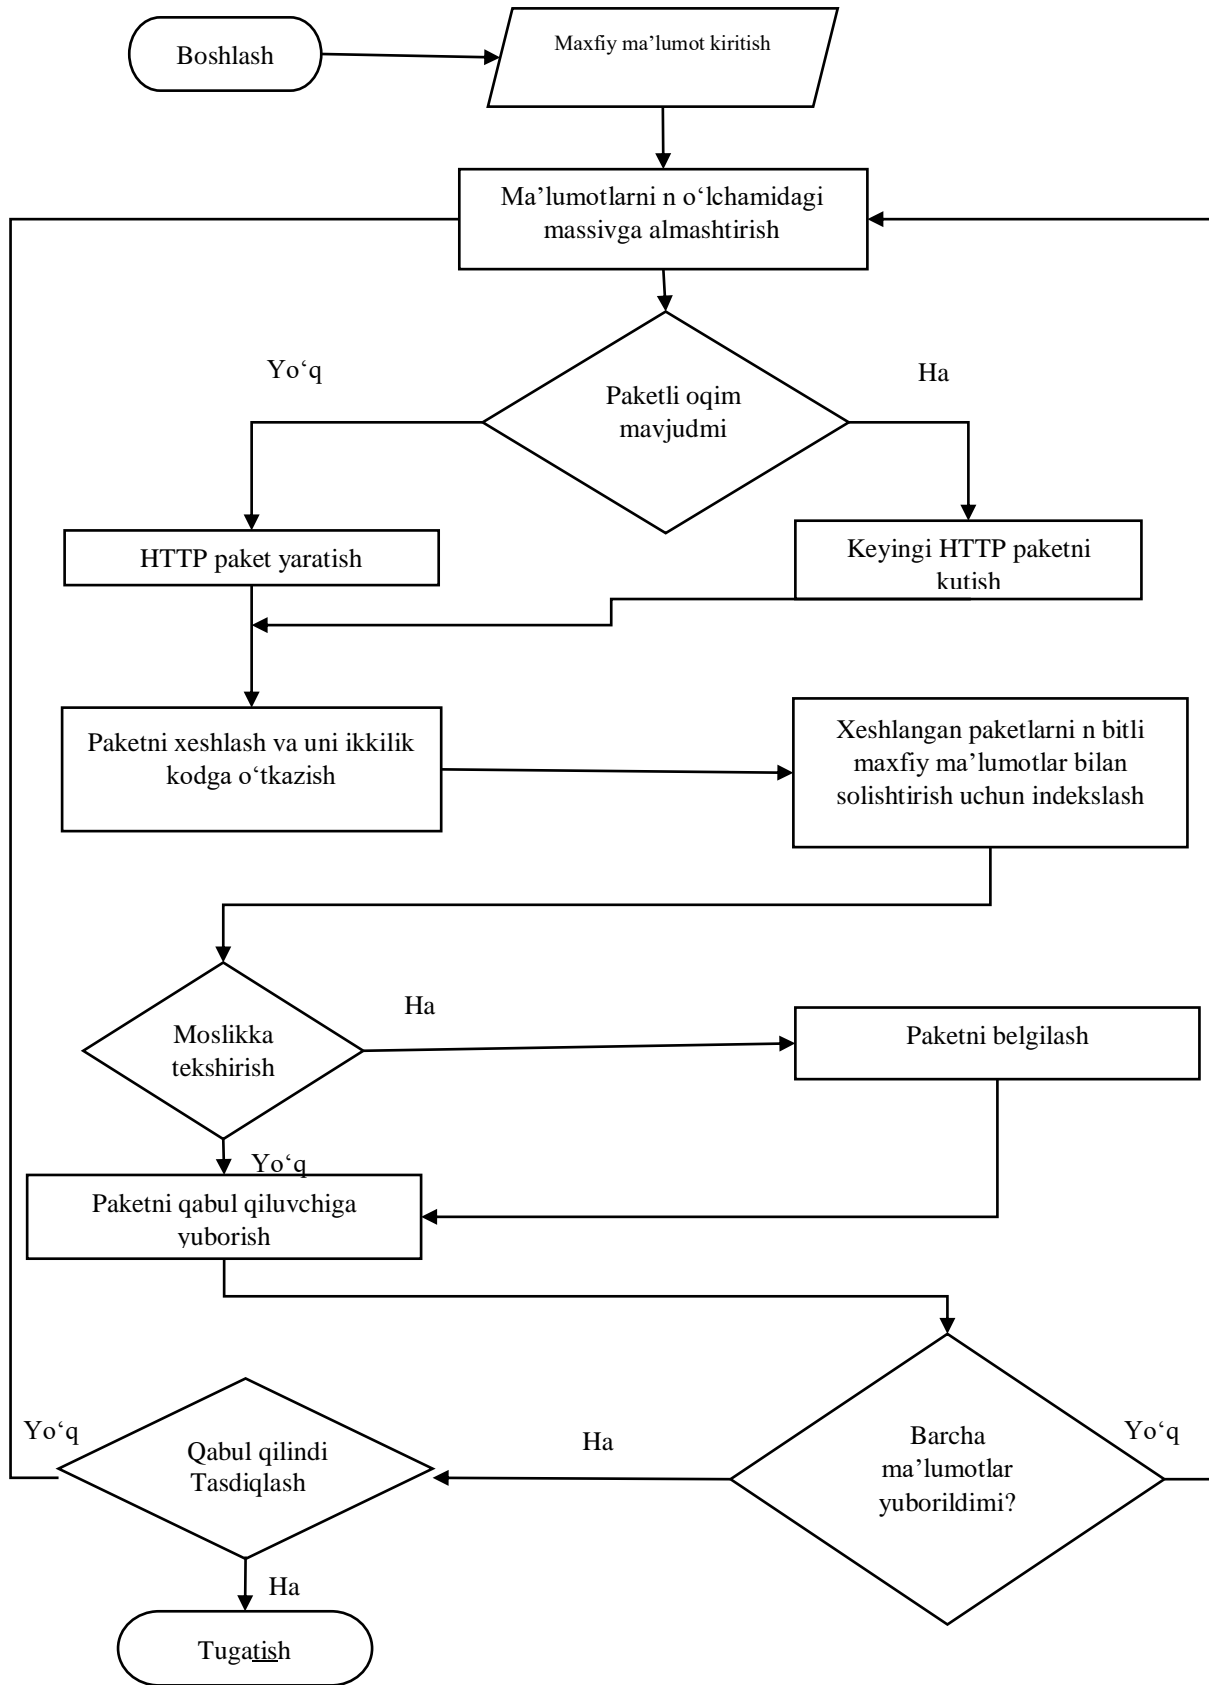 Boshlash
Maxfiy ma’lumot kiritish
Ma’lumotlarni n o‘lchamidagi
massivga almashtirish
Yo‘q
Ha
Paketli oqim
mavjudmi
HTTP paket yaratish
Keyingi HTTP paketni
kutish
Paketni xeshlash va uni ikkilik
kodga o‘tkazish
Xeshlangan paketlarni n bitli
maxfiy ma’lumotlar bilan
solishtirish uchun indekslash
Moslikka
tekshirish
Ha
Paketni belgilash
Yo‘q
Paketni qabul qiluvchiga
yuborish
Yo‘q
Qabul qilindi
Tasdiqlash
Ha
Barcha
ma’lumotlar
yuborildimi?
Yo‘q
Ha
Tugatish